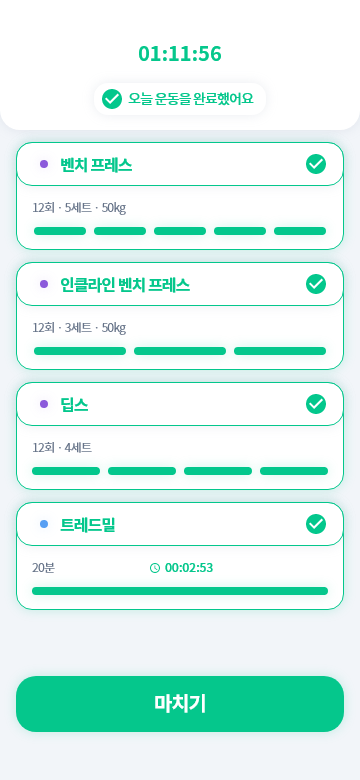 01:11:56
오늘 운동을 완료했어요
벤치 프레스
12회 · 5세트 · 50kg
인클라인 벤치 프레스
12회 · 3세트 · 50kg
딥스
12회 · 4세트
트레드밀
20분 00:02:53
마치기